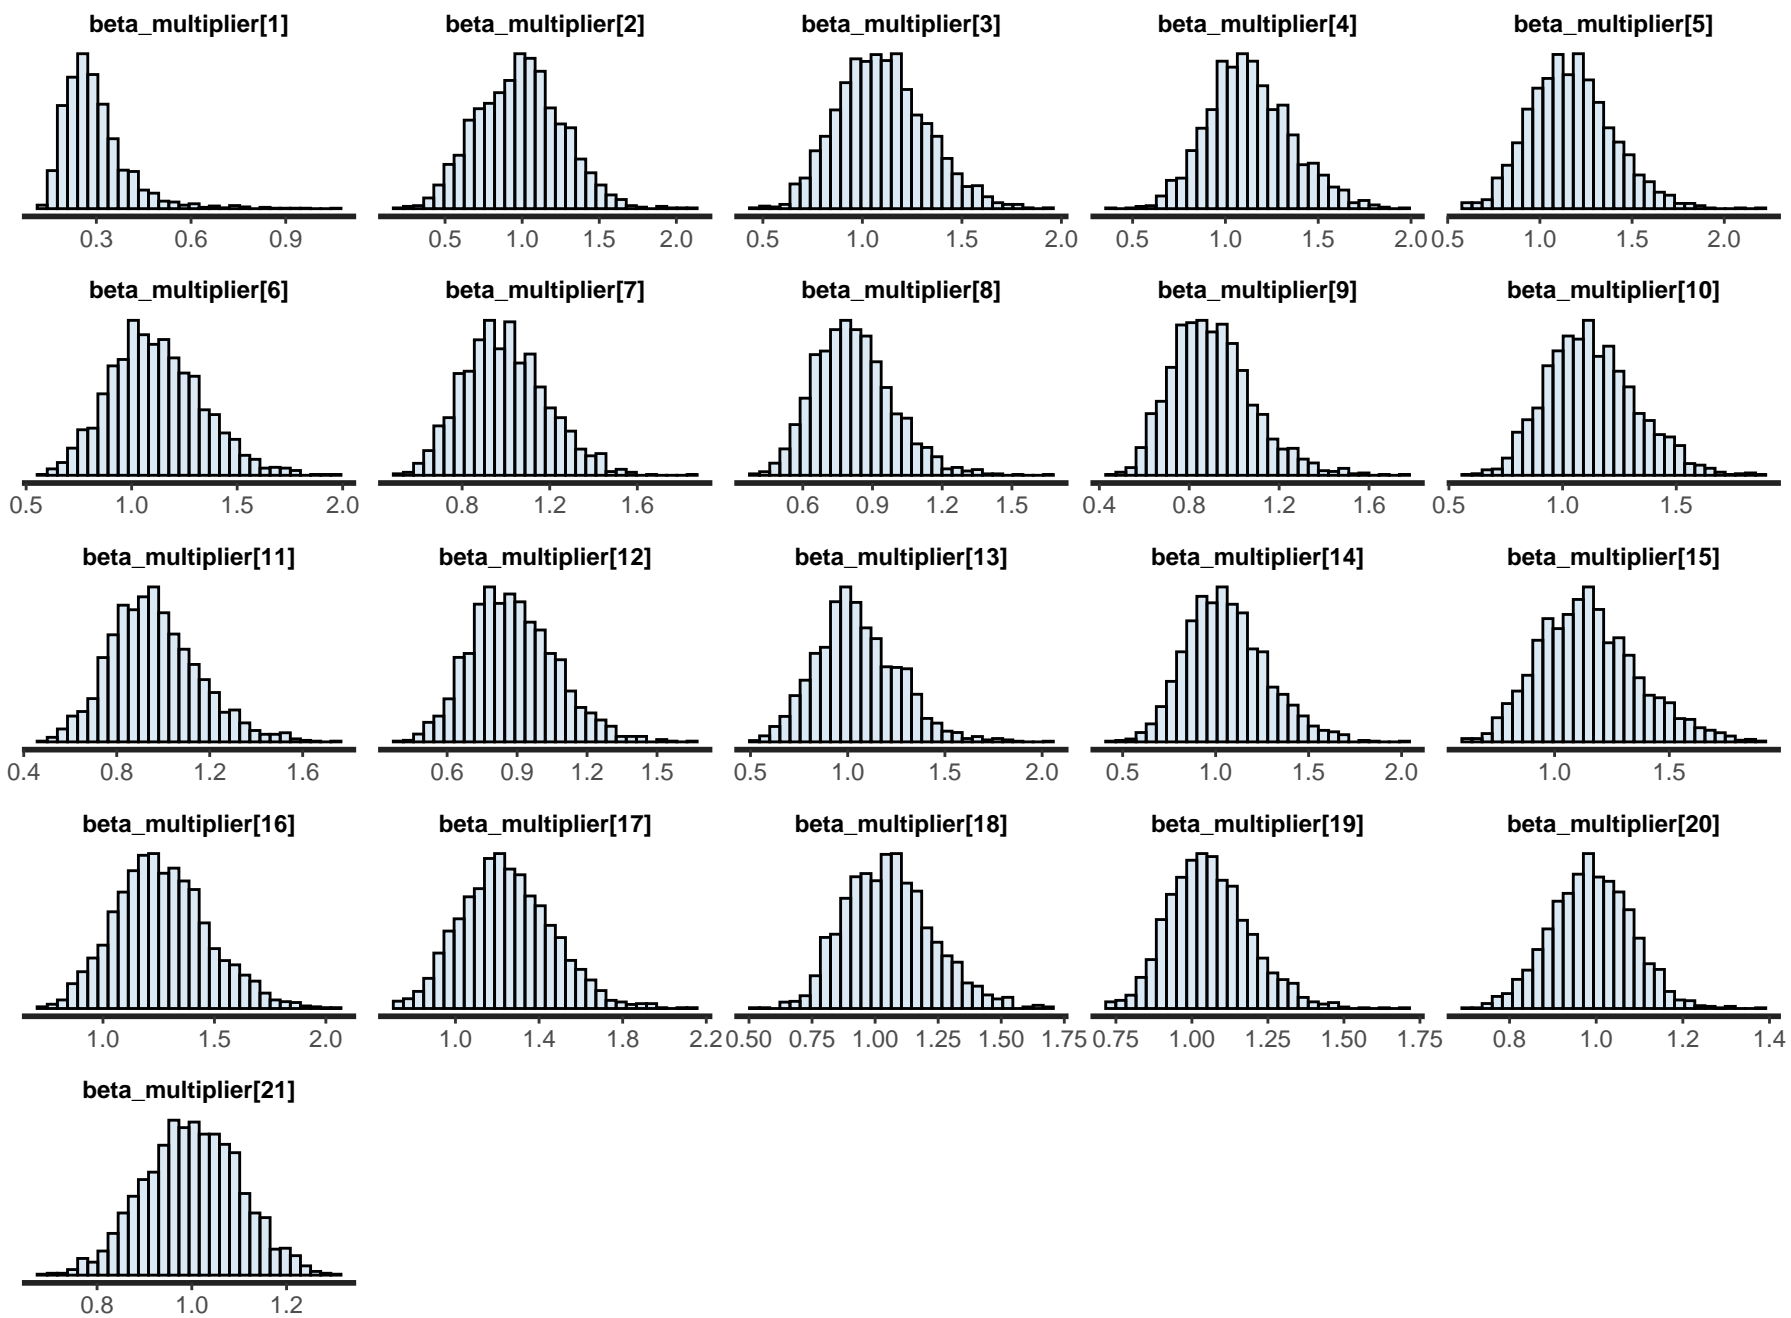 beta_multiplier[1] beta_multiplier[2] beta_multiplier[3] beta_multiplier[4] beta_multiplier[5]
0.3 0.6 0.9 0.5 1.0 1.5 2.0 0.5 1.0 1.5 2.0 0.5 1.0 1.5 2.0 0.5 1.0 1.5 2.0
beta_multiplier[6] beta_multiplier[7] beta_multiplier[8] beta_multiplier[9] beta_multiplier[10]
0.5 1.0 1.5 2.0 0.8 1.2 1.6 0.6 0.9 1.2 1.5 0.4 0.8 1.2 1.6 0.5 1.0 1.5
beta_multiplier[11] beta_multiplier[12] beta_multiplier[13] beta_multiplier[14] beta_multiplier[15]
0.4 0.8 1.2 1.6 0.6 0.9 1.2 1.5 0.5 1.0 1.5 2.0 0.5 1.0 1.5 2.0 1.0 1.5
beta_multiplier[16] beta_multiplier[17] beta_multiplier[18] beta_multiplier[19] beta_multiplier[20]
1.0 1.5 2.0 1.0 1.4 1.8 2.2 0.50 0.75 1.00 1.25 1.50 1.75 0.75 1.00 1.25 1.50 1.75 0.8 1.0 1.2 1.4
beta_multiplier[21]
0.8 1.0 1.2